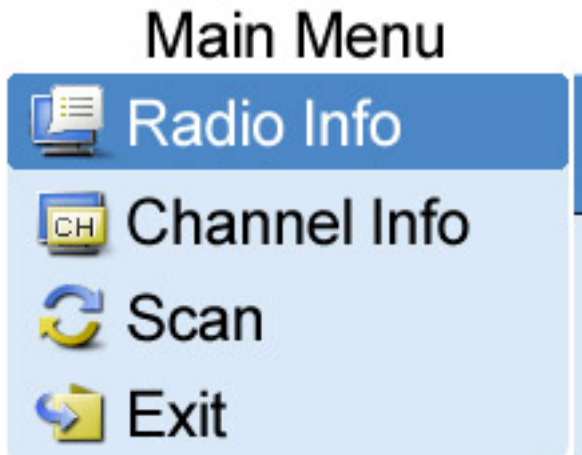 Main Menu
Radio Info
CH
Channel Info
Scan
Exit